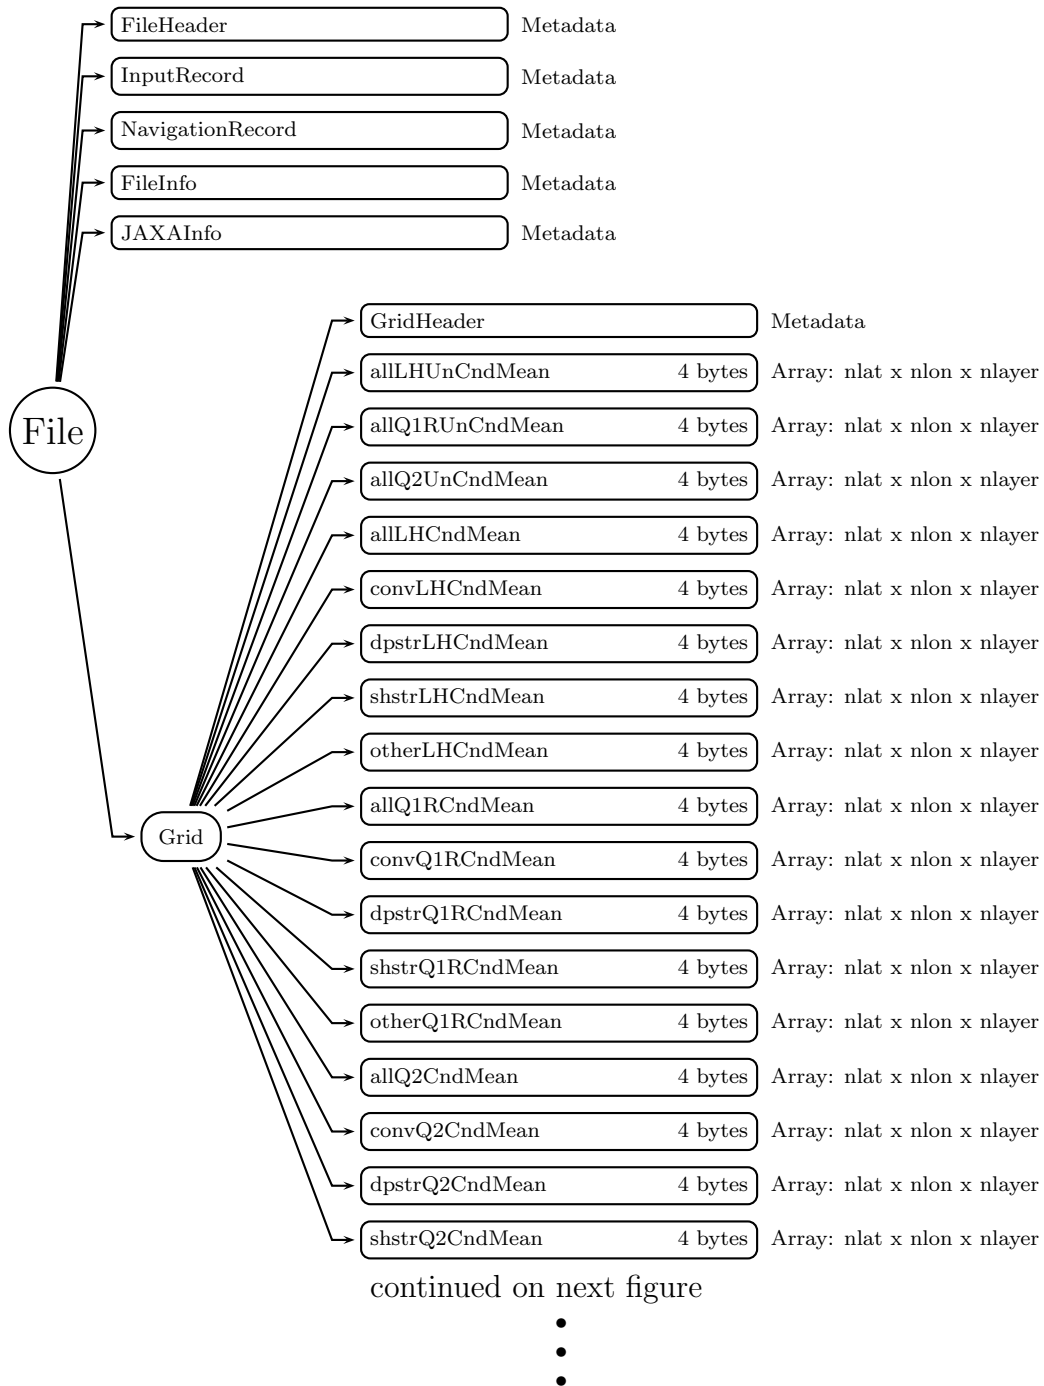 FileHeader Metadata
InputRecord Metadata
NavigationRecord Metadata
FileInfo Metadata
JAXAInfo Metadata
GridHeader Metadata
allLHUnCndMean 4 bytes Array: nlat x nlon x nlayer
allQ1RUnCndMean 4 bytes Array: nlat x nlon x nlayer
File
allQ2UnCndMean 4 bytes Array: nlat x nlon x nlayer
allLHCndMean 4 bytes Array: nlat x nlon x nlayer
convLHCndMean 4 bytes Array: nlat x nlon x nlayer
dpstrLHCndMean 4 bytes Array: nlat x nlon x nlayer
shstrLHCndMean 4 bytes Array: nlat x nlon x nlayer
otherLHCndMean 4 bytes Array: nlat x nlon x nlayer
allQ1RCndMean 4 bytes Array: nlat x nlon x nlayer
Grid
convQ1RCndMean 4 bytes Array: nlat x nlon x nlayer
dpstrQ1RCndMean 4 bytes Array: nlat x nlon x nlayer
shstrQ1RCndMean 4 bytes Array: nlat x nlon x nlayer
otherQ1RCndMean 4 bytes Array: nlat x nlon x nlayer
allQ2CndMean 4 bytes Array: nlat x nlon x nlayer
convQ2CndMean 4 bytes Array: nlat x nlon x nlayer
dpstrQ2CndMean 4 bytes Array: nlat x nlon x nlayer
shstrQ2CndMean 4 bytes Array: nlat x nlon x nlayer
continued on next figure